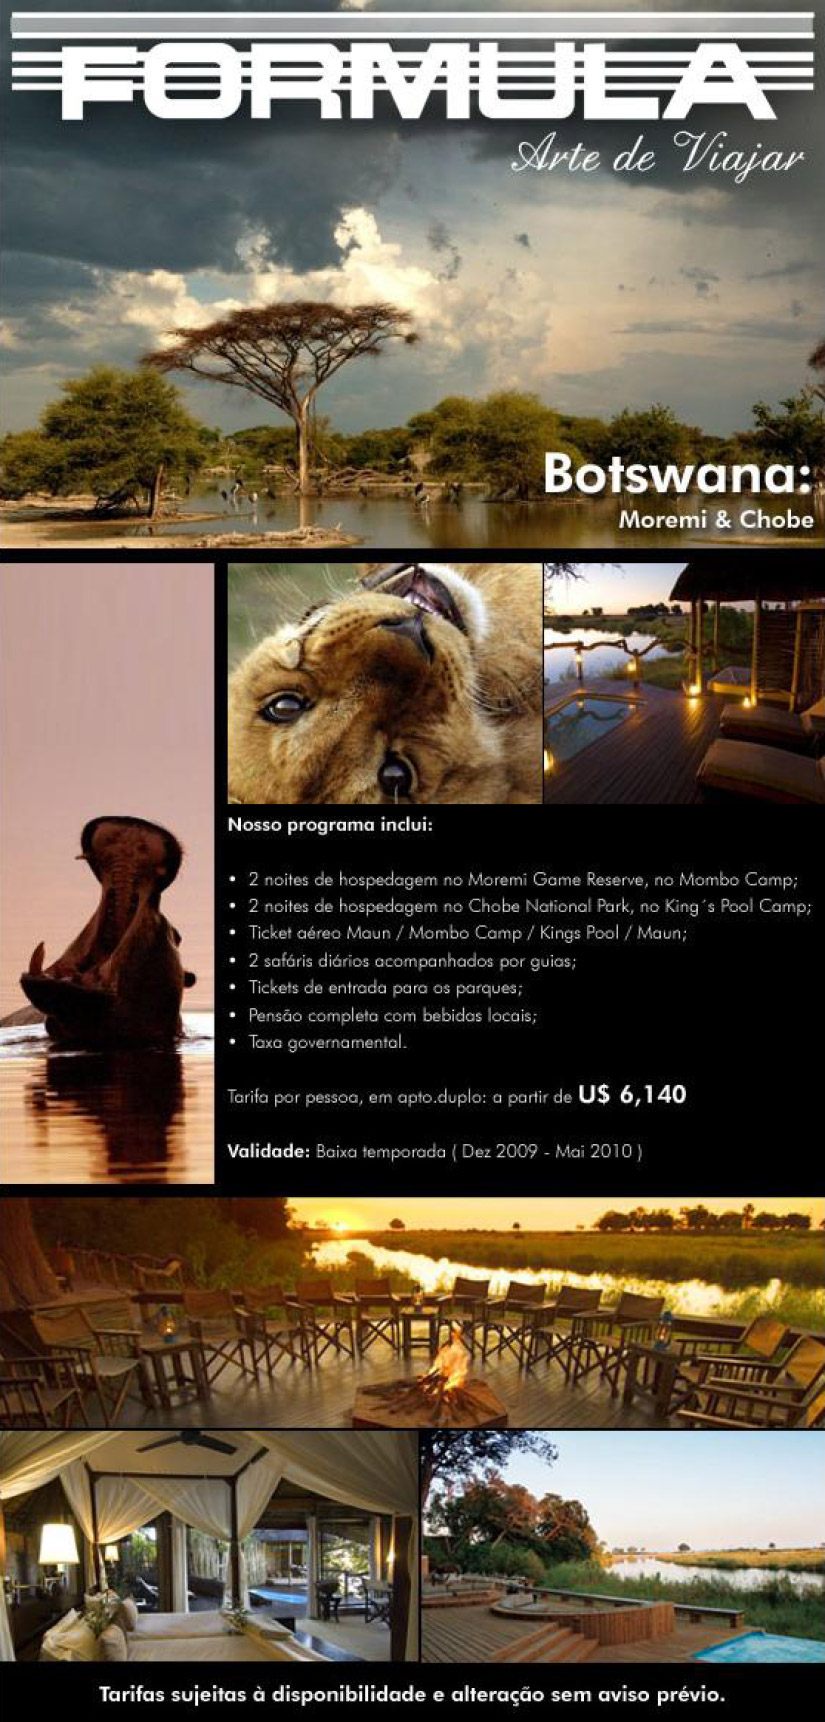 FORMULA
Arte de Viajar
Botswana:
Moremi & Chobe
Nosso programa inclui:
• 2 noites de hospedagem no Moremi Game Reserve, no Mombo Camp;
• 2 noites de hospedagem no Chobe National Park, no King´s Pool Camp;
• Ticket aéreo Maun / Mombo Camp / Kings Pool / Maun;
• 2 safáris diários acompanhados por guias;
• Tickets de entrada para os parques;
• Pensão completa com bebidas locais;
• Taxa governamental.
Tarifa por pessoa, em apto.duplo: a partir de U$ 6,140
Validade: Baixa temporada ( Dez 2009 - Mai 2010 )
Tarifas sujeitas à disponibilidade e alteração sem aviso prévio.